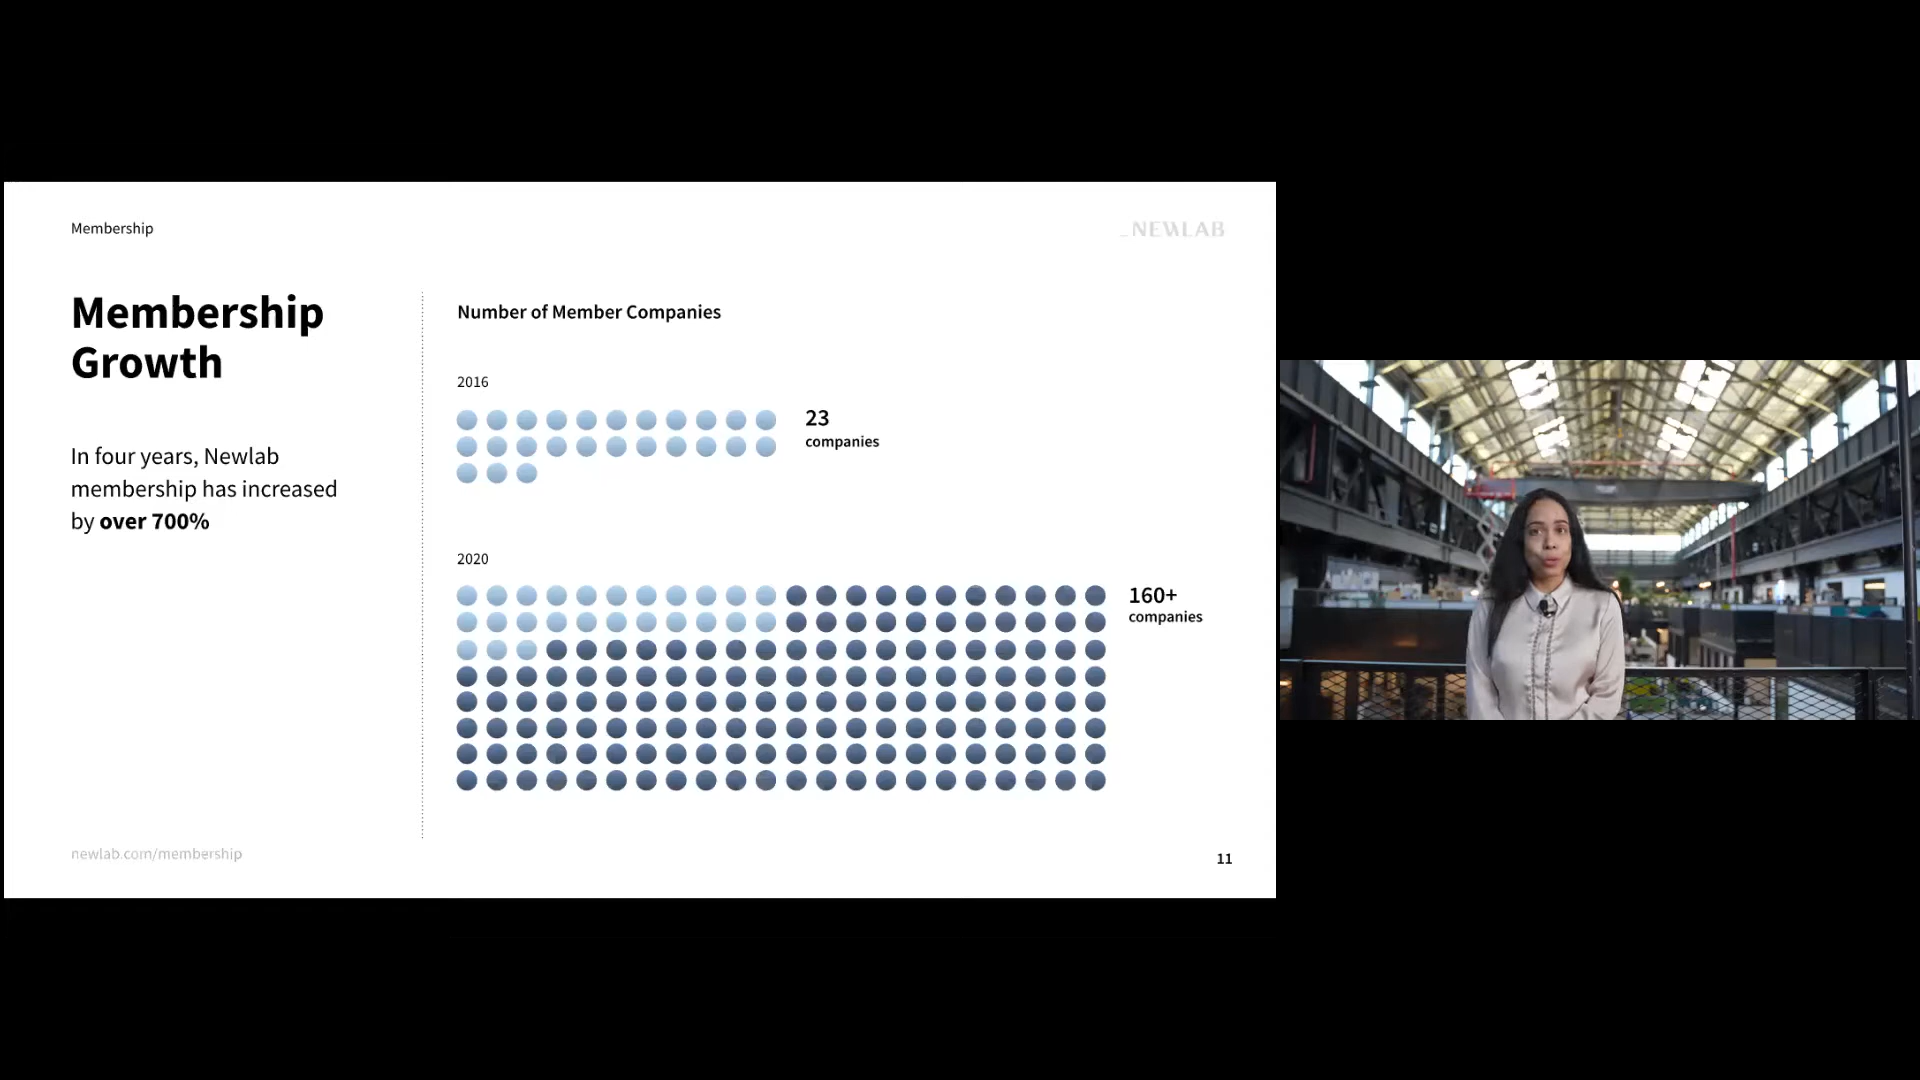 Membership
_NEWLAB
Membership
Growth
In four years, Newlab
membership has increased
by over 700%
Number of Member Companies
2016
23
companies
2020
160+
companies
newlab.com/membership
11